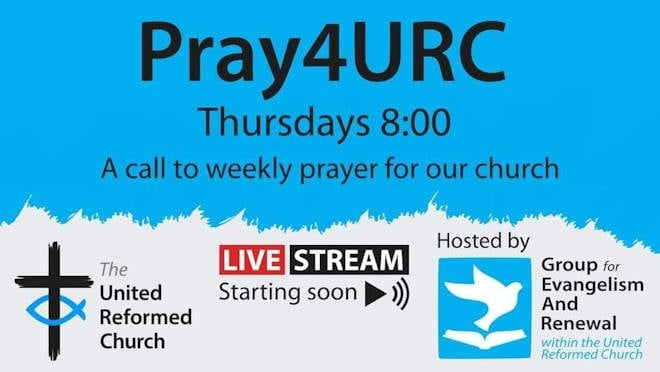 Pray4URC
Thursdays 8:00
A call to weekly prayer for our church
The
United
Reformed
Church
LIVE STREAM
Starting soon
Hosted by
Group for
Evangelism
And
Renewal
within the United
Reformed Church